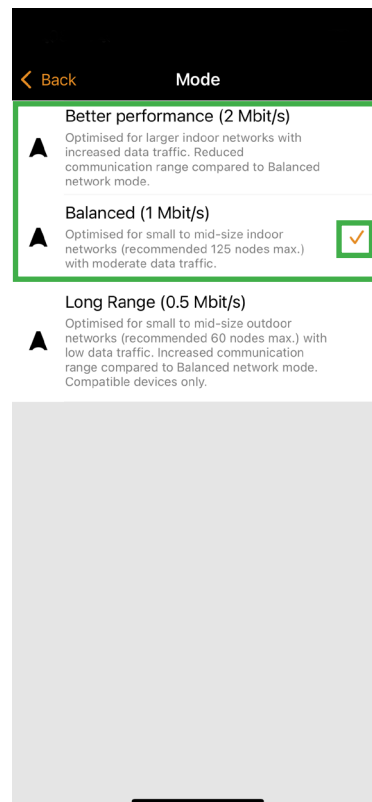 Back
Mode
Better performance (2 Mbit/s)
Optimised for larger indoor networks with
increased data traffic. Reduced
communication range compared to Balanced
network mode.
Balanced (1 Mbit/s)
Optimised for small to mid-size indoor
networks (recommended 125 nodes max.)
with moderate data traffic.
Long Range (0.5 Mbit/s)
Optimised for small to mid-size outdoor
networks (recommended 60 nodes max.) with
low data traffic. Increased communication
range compared to Balanced network mode.
Compatible devices only.